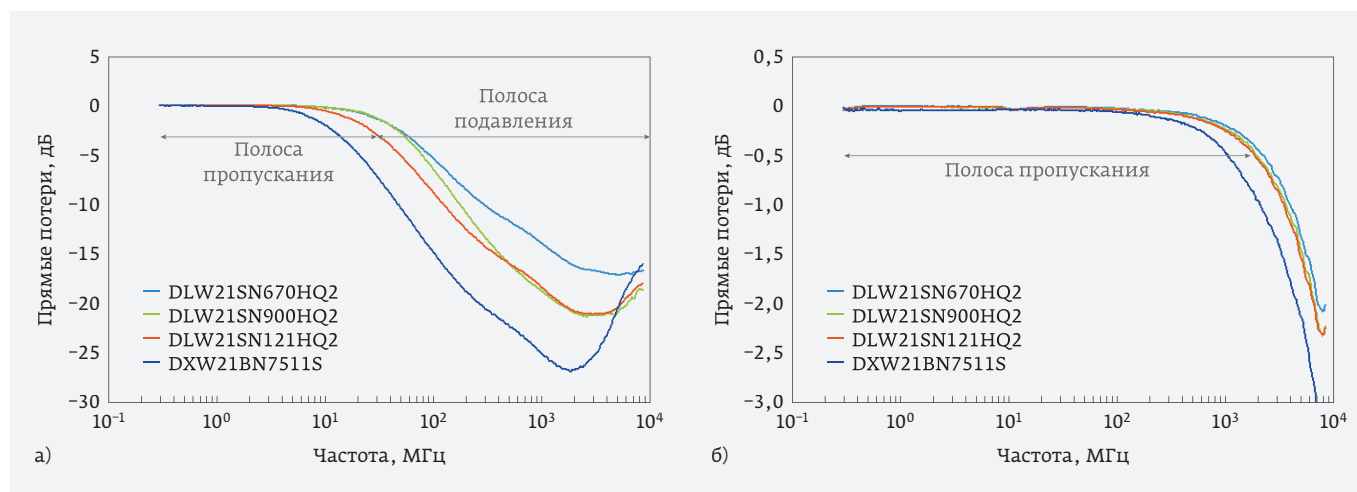 5
0
−5
−10
−15
−20
−25
−30
Прямые потери, дБ
Полоса
подавления
Полоса
пропускания
DLW21SN670HQ2
DLW21SN900HQ2
DLW21SN121HQ2
DXW21BN7511S
10⁻¹
10⁰
10¹
10²
10³
10⁴
а)
Частота, МГц
0,5
0
−0,5
−1,0
−1,5
−2,0
−2,5
−3,0
Прямые потери, дБ
Полоса пропускания
DLW21SN670HQ2
DLW21SN900HQ2
DLW21SN121HQ2
DXW21BN7511S
10⁻¹
10⁰
10¹
10²
10³
10⁴
б)
Частота, МГц